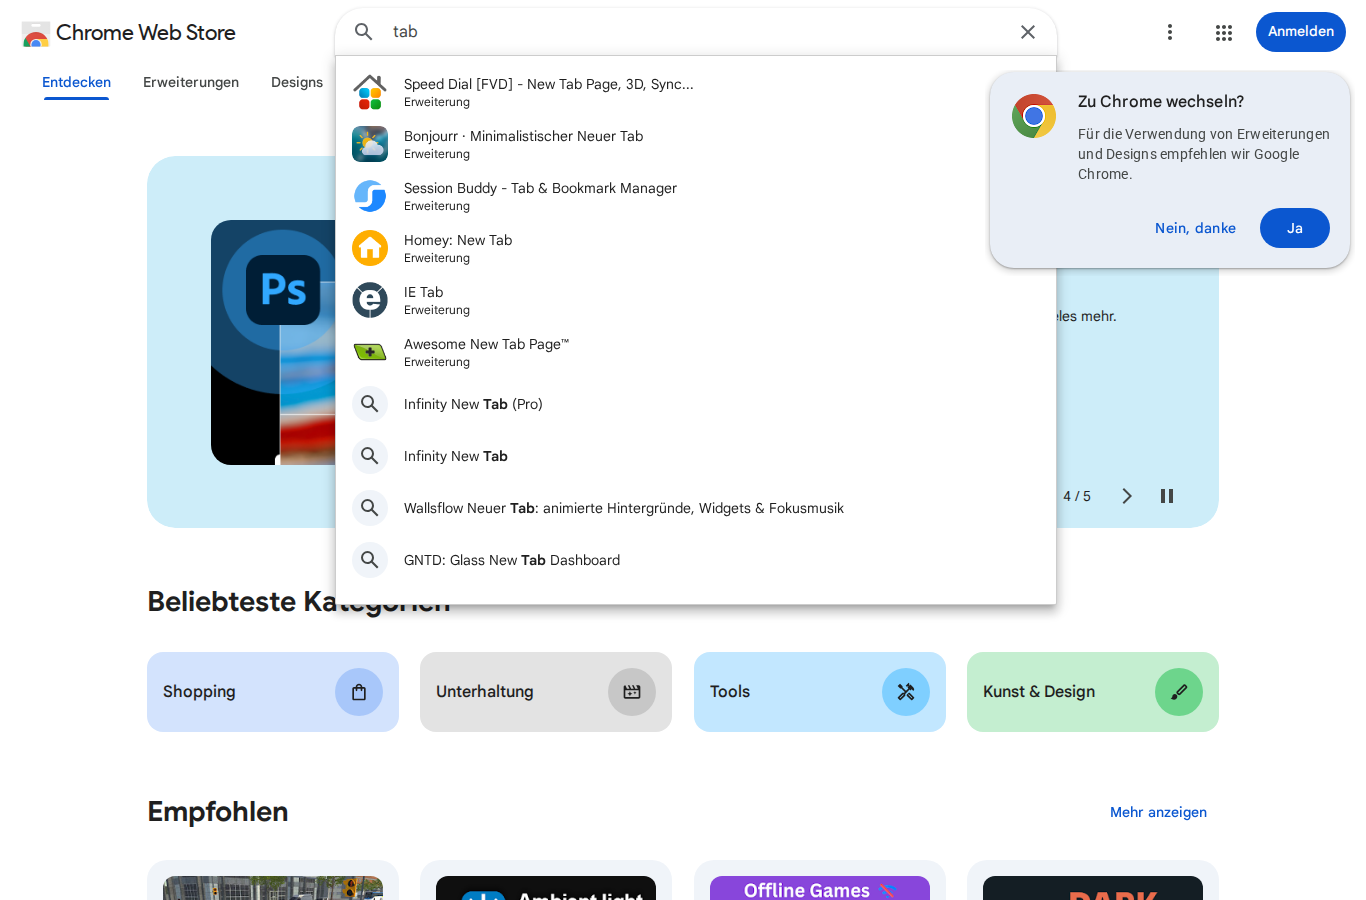 Chrome Web Store
tab
Anmelden
Entdecken
Erweiterungen
Designs
Speed Dial [FVD] - New Tab Page, 3D, Sync...
Erweiterung
Bonjourr · Minimalistischer Neuer Tab
Erweiterung
Session Buddy - Tab & Bookmark Manager
Erweiterung
Homey: New Tab
Erweiterung
IE Tab
Erweiterung
Awesome New Tab Page™
Erweiterung
Infinity New Tab (Pro)
Infinity New Tab
Wallsflow Neuer Tab: animierte Hintergründe, Widgets & Fokusmusik
GNTD: Glass New Tab Dashboard
Zu Chrome wechseln?
Für die Verwendung von Erweiterungen
und Designs empfehlen wir Google
Chrome.
Nein, danke
Ja
Ps
eles mehr.
4 / 5
Beliebteste Kategorien
Shopping
Unterhaltung
Tools
Kunst & Design
Empfohlen
Mehr anzeigen
Ambient light
Offline Games
DARK